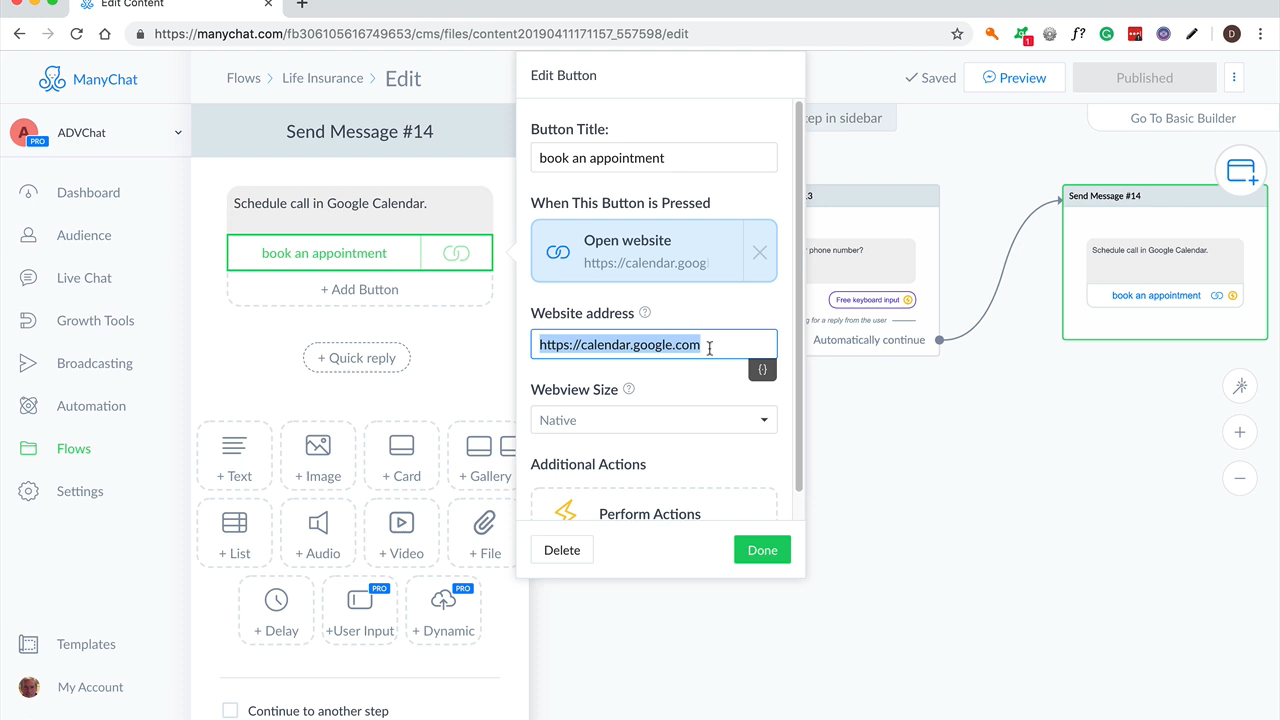 Edit Content
https://manychat.com/fb306105616749653/cms/files/content20190411171157_557598/edit
1
f?
D
ManyChat
Flows
Life Insurance
Edit
Saved
Preview
Published
A
PRO
ADVChat
Send Message #14
Edit Button
ep in sidebar
Go To Basic Builder
Dashboard
Audience
Live Chat
Growth Tools
Broadcasting
Automation
Flows
Settings
Templates
My Account
Schedule call in Google Calendar.
book an appointment
+ Add Button
+ Quick reply
+ Text
+ Image
+ Card
+ Gallery
+ List
+ Audio
+ Video
+ File
+ Delay
PRO
+User Input
PRO
+ Dynamic
Continue to another step
Button Title:
book an appointment
When This Button is Pressed
Open website
https://calendar.googl
Website address
https://calendar.google.com
{}
Webview Size
Native
Additional Actions
Perform Actions
Delete
Done
3
phone number?
Free keyboard input
g for a reply from the user
Automatically continue
Send Message #14
Schedule call in Google Calendar.
book an appointment